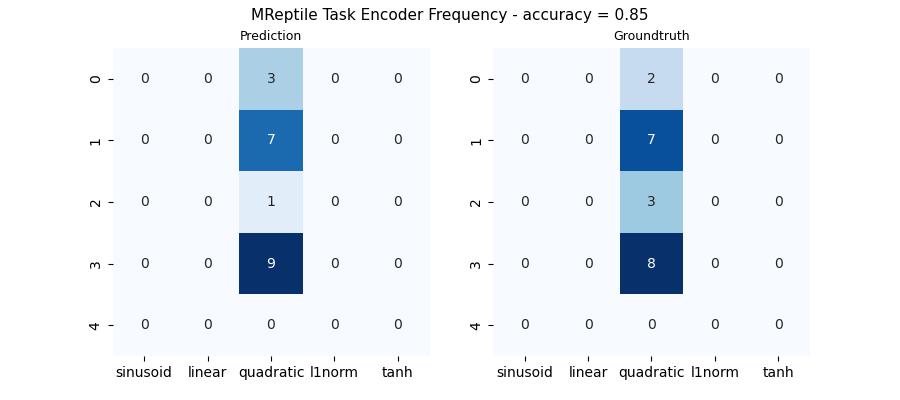 MReptile Task Encoder Frequency - accuracy = 0.85
Prediction Groundtruth
0 0 0 3 0 0 0 0 0 2 0 0
1 0 0 7 0 0 1 0 0 7 0 0
2 0 0 1 0 0 2 0 0 3 0 0
3 0 0 9 0 0 3 0 0 8 0 0
4 0 0 0 0 0 4 0 0 0 0 0
sinusoid linear quadratic l1norm tanh sinusoid linear quadratic l1norm tanh